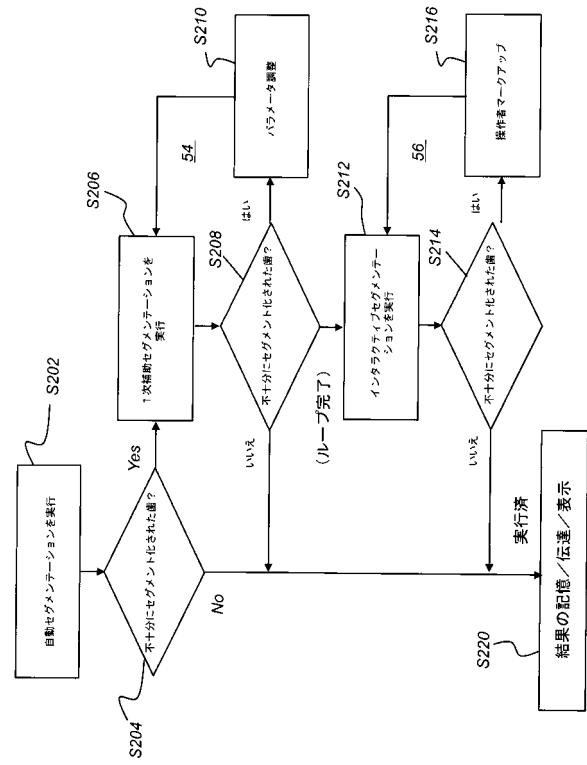 S202
自動セグメンテーションを実行
S204
不十分にセグメント化された歯？
Yes
No
S206
1次補助セグメンテーションを
実行
54
S208
不十分にセグメント化された歯？
はい
いいえ
S210
パラメータ調整
(ループ完了)
S212
インタラクティブセグメンテー
ションを実行
56
S214
不十分にセグメント化された歯？
はい
いいえ
S216
操作者マークアップ
実行済
S220
結果の記憶／伝達／表示